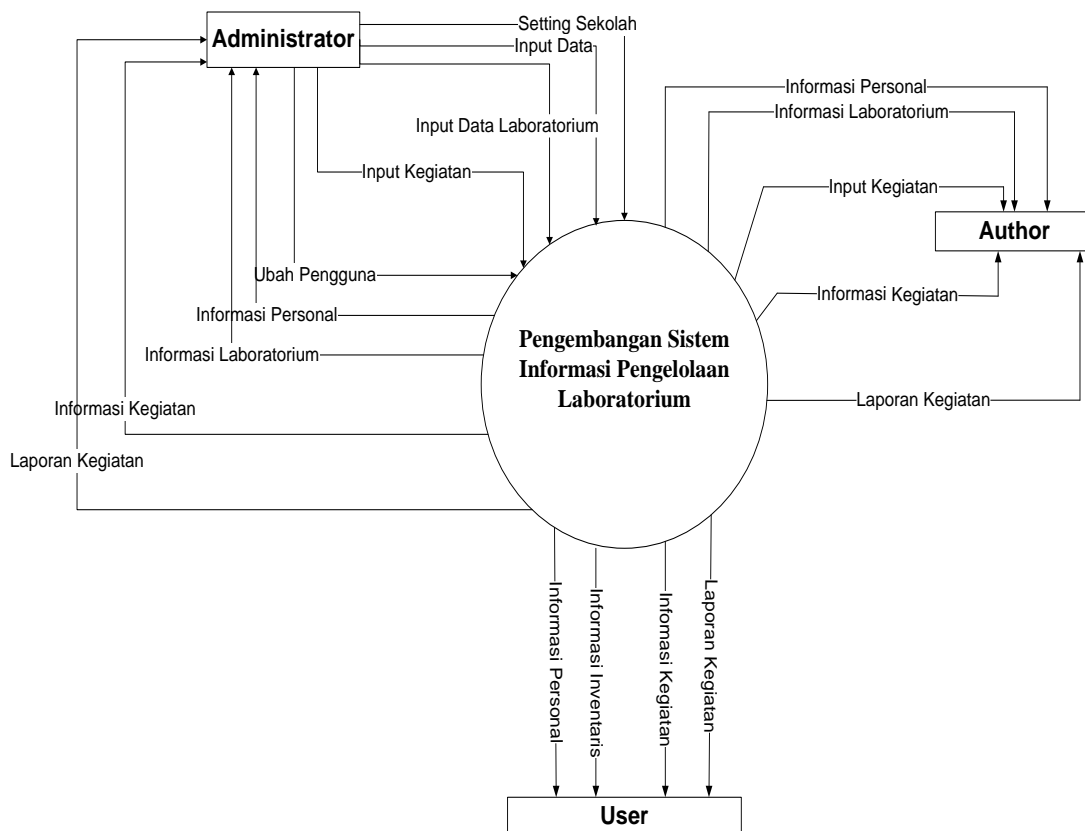 Administrator
Setting Sekolah
Input Data
Input Data Laboratorium
Input Kegiatan
Ubah Pengguna
Informasi Personal
Informasi Laboratorium
Informasi Kegiatan
Laporan Kegiatan
Informasi Personal
Informasi Laboratorium
Input Kegiatan
Author
Informasi Kegiatan
Laporan Kegiatan
Pengembangan Sistem
Informasi Pengelolaan
Laboratorium
Informasi Personal
Informasi Inventaris
Infomasi Kegiatan
Laporan Kegiatan
User